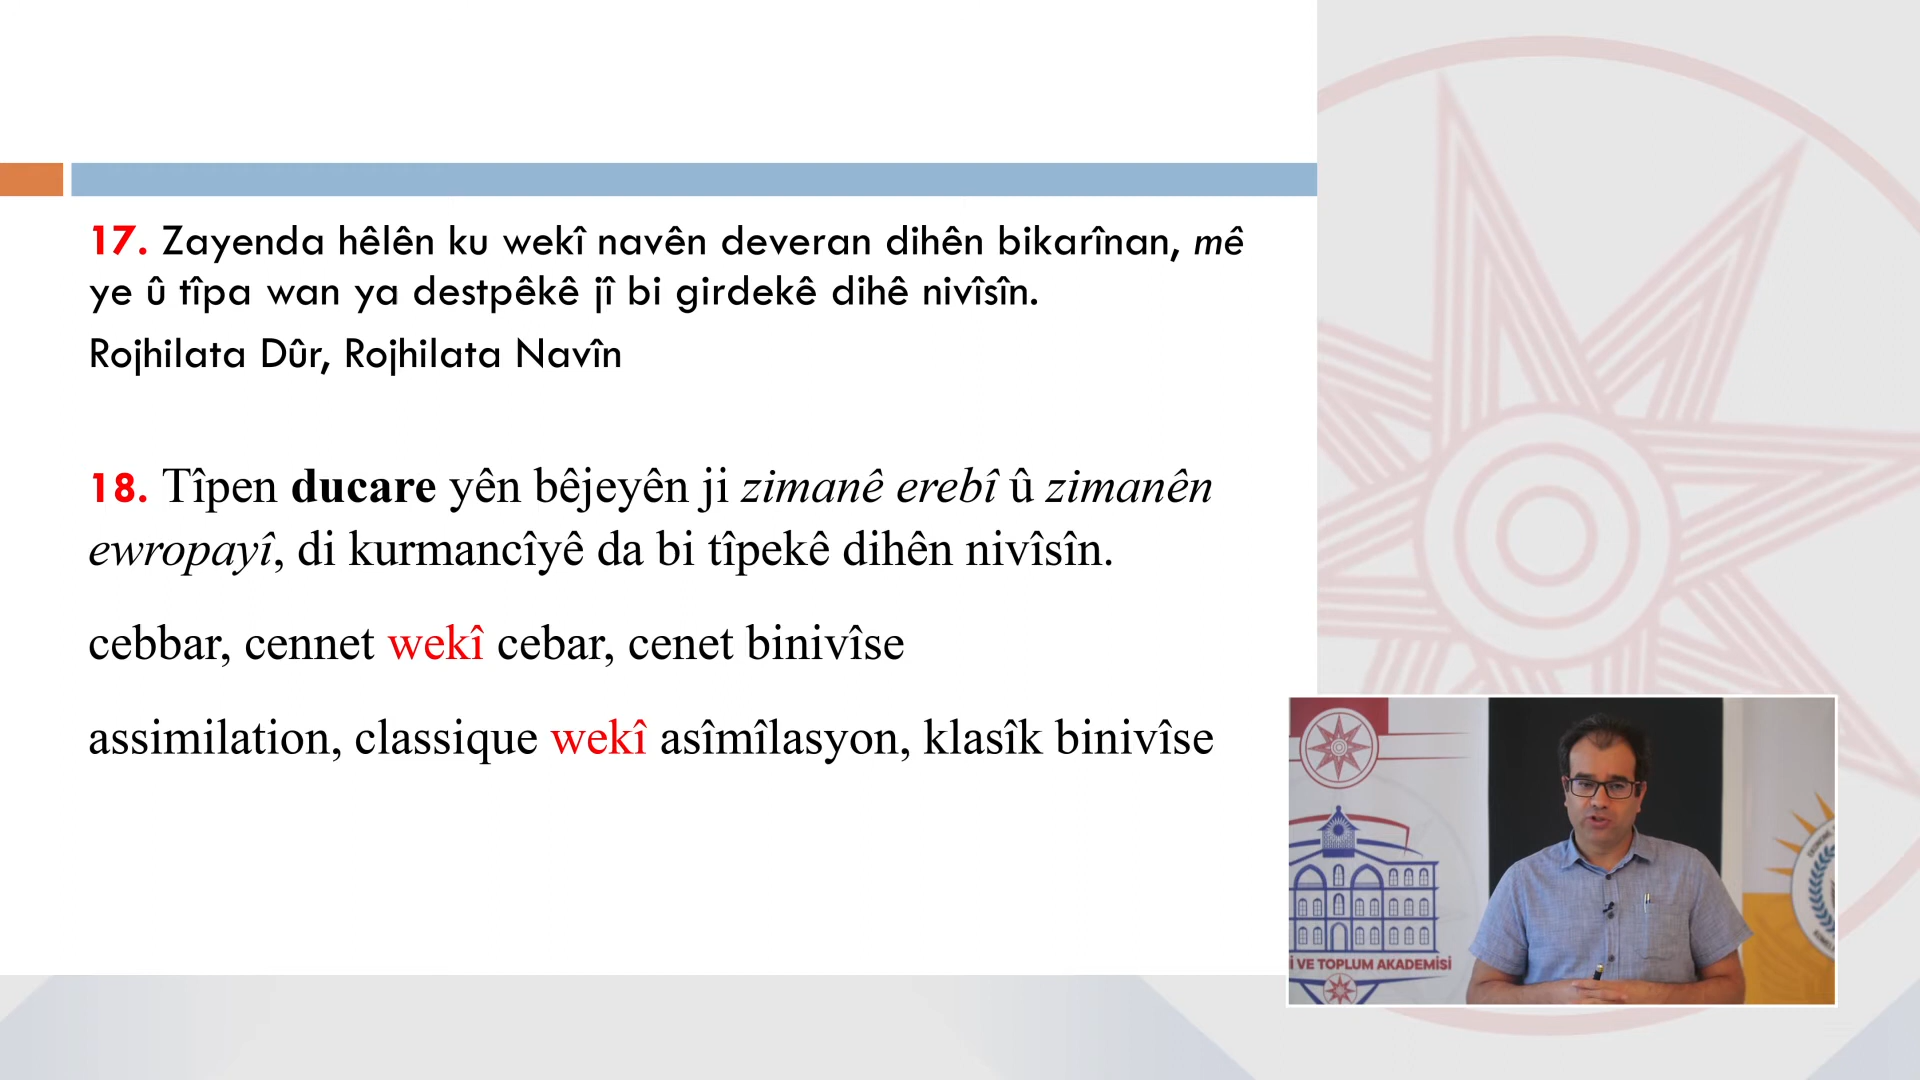 17. Zayenda hêlên ku wekî navên deveran dihên bikarînan, mê
ye û tîpa wan ya destpêkê jî bi girdekê dihê nivîsîn.
Rojhilata Dûr, Rojhilata Navîn
18. Tîpen ducare yên bêjeyên ji zimanê erebî û zimanên
ewropayî, di kurmancîyê da bi tîpekê dihên nivîsîn.
cebbar, cennet wekî cebar, cenet binivîse
assimilation, classique wekî asîmîlasyon, klasîk binivîse
İ VE TOPLUM AKADEMİSİ